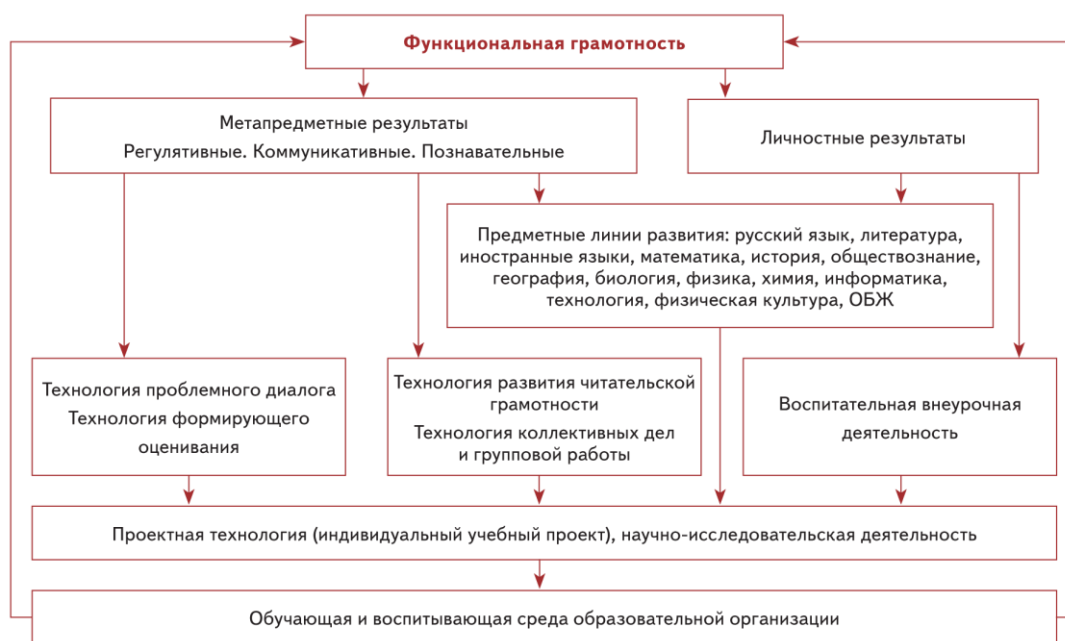 Функциональная грамотность
Метапредметные результаты
Регулятивные. Коммуникативные. Познавательные
Личностные результаты
Предметные линии развития: русский язык, литература,
иностранные языки, математика, история, обществознание,
география, биология, физика, химия, информатика,
технология, физическая культура, ОБЖ
Технология проблемного диалога
Технология формирующего
оценивания
Технология развития читательской
грамотности
Технология коллективных дел
и групповой работы
Воспитательная внеурочная
деятельность
Проектная технология (индивидуальный учебный проект), научно-исследовательская деятельность
Обучающая и воспитывающая среда образовательной организации